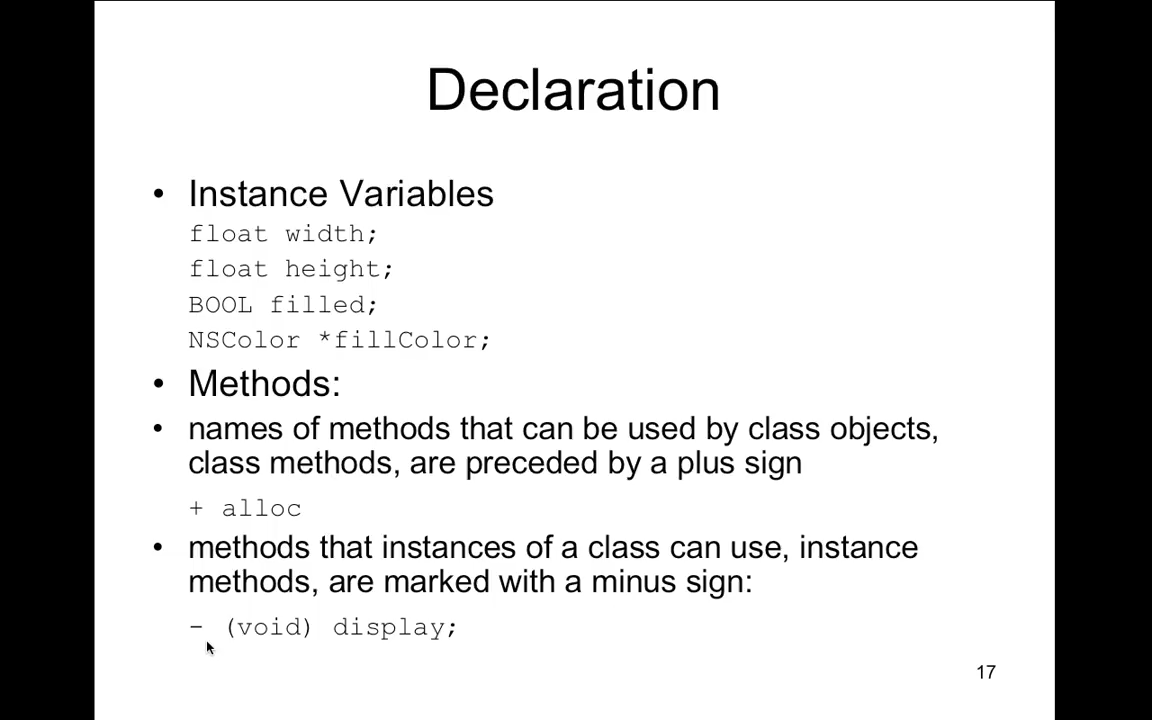 Declaration
• Instance Variables
float width;
float height;
BOOL filled;
NSColor *fillColor;
• Methods:
• names of methods that can be used by class objects,
class methods, are preceded by a plus sign
+ alloc
• methods that instances of a class can use, instance
methods, are marked with a minus sign:
- (void) display;
17